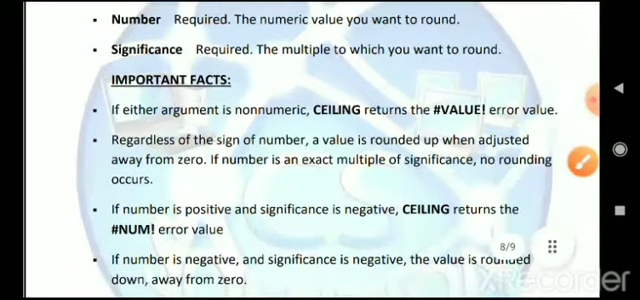 ▪ Number Required. The numeric value you want to round.
▪ Significance Required. The multiple to which you want to round.
IMPORTANT FACTS:
▪ If either argument is nonnumeric, CEILING returns the #VALUE! error value.
▪ Regardless of the sign of number, a value is rounded up when adjusted
away from zero. If number is an exact multiple of significance, no rounding
occurs.
▪ If number is positive and significance is negative, CEILING returns the
#NUM! error value
8/9
▪ If number is negative, and significance is negative, the value is rounded
down, away from zero.
XRecorder